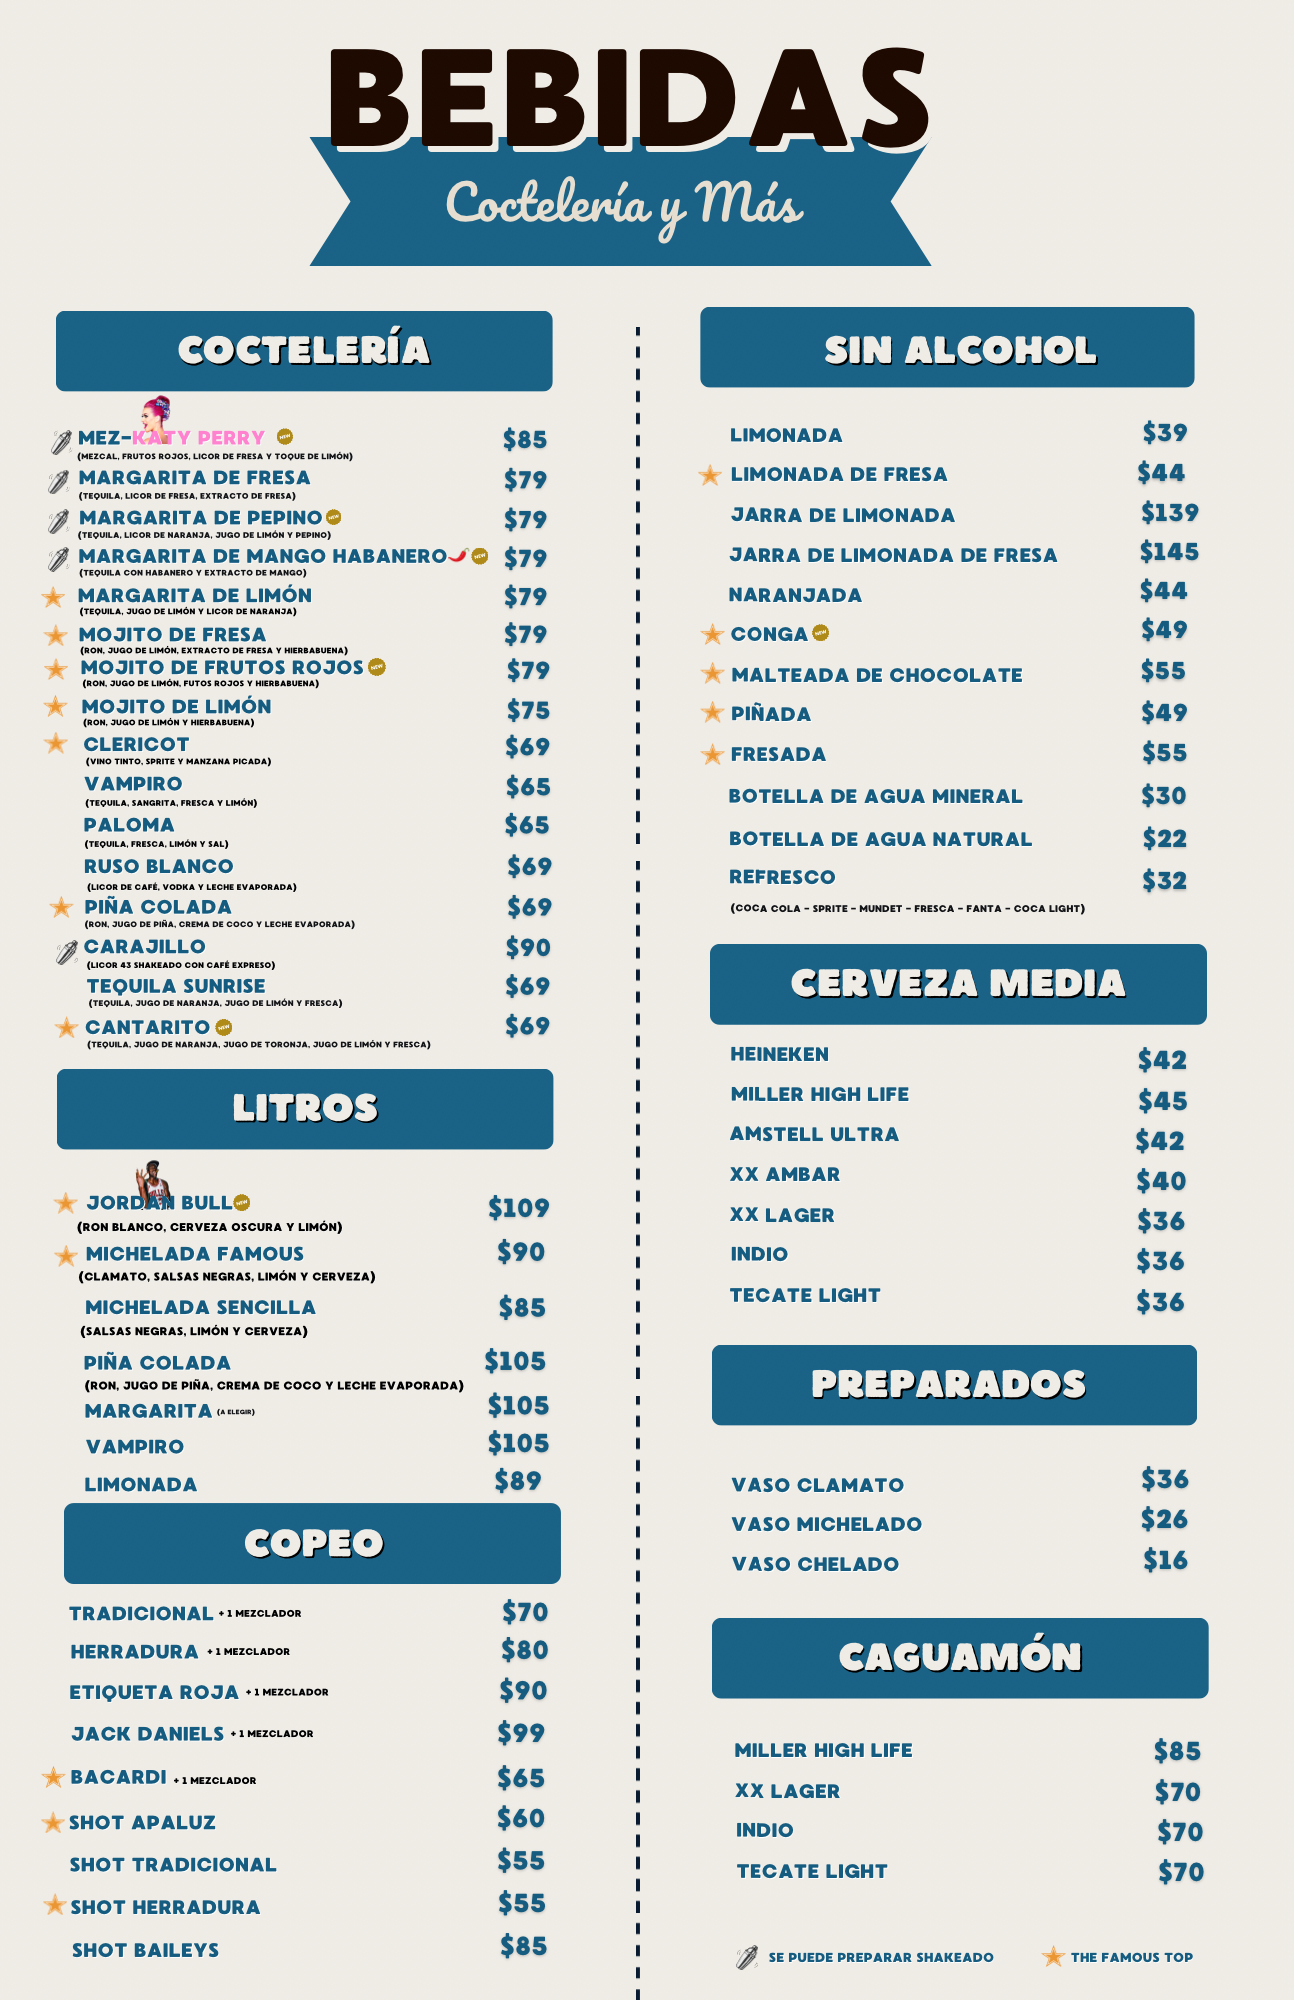 BEBIDAS
Coctelería y Más
COCTELERÍA
MEZ-KATY PERRY NEW $85
(MEZCAL, FRUTOS ROJOS, LICOR DE FRESA Y TOQUE DE LIMÓN)
MARGARITA DE FRESA $79
(TEQUILA, LICOR DE FRESA, EXTRACTO DE FRESA)
MARGARITA DE PEPINO NEW $79
(TEQUILA, LICOR DE NARANJA, JUGO DE LIMÓN Y PEPINO)
MARGARITA DE MANGO HABANERO NEW $79
(TEQUILA CON HABANERO Y EXTRACTO DE MANGO)
MARGARITA DE LIMÓN $79
(TEQUILA, JUGO DE LIMÓN Y LICOR DE NARANJA)
MOJITO DE FRESA $79
(RON, JUGO DE LIMÓN, EXTRACTO DE FRESA Y HIERBABUENA)
MOJITO DE FRUTOS ROJOS NEW $79
(RON, JUGO DE LIMÓN, FUTOS ROJOS Y HIERBABUENA)
MOJITO DE LIMÓN $75
(RON, JUGO DE LIMÓN Y HIERBABUENA)
CLERICOT $69
(VINO TINTO, SPRITE Y MANZANA PICADA)
VAMPIRO $65
(TEQUILA, SANGRITA, FRESCA Y LIMÓN)
PALOMA $65
(TEQUILA, FRESCA, LIMÓN Y SAL)
RUSO BLANCO $69
(LICOR DE CAFÉ, VODKA Y LECHE EVAPORADA)
PIÑA COLADA $69
(RON, JUGO DE PIÑA, CREMA DE COCO Y LECHE EVAPORADA)
CARAJILLO $90
(LICOR 43 SHAKEADO CON CAFÉ EXPRESO)
TEQUILA SUNRISE $69
(TEQUILA, JUGO DE NARANJA, JUGO DE LIMÓN Y FRESCA)
CANTARITO NEW $69
(TEQUILA, JUGO DE NARANJA, JUGO DE TORONJA, JUGO DE LIMÓN Y FRESCA)
LITROS
JORDAN BULL NEW $109
(RON BLANCO, CERVEZA OSCURA Y LIMÓN)
MICHELADA FAMOUS $90
(CLAMATO, SALSAS NEGRAS, LIMÓN Y CERVEZA)
MICHELADA SENCILLA $85
(SALSAS NEGRAS, LIMÓN Y CERVEZA)
PIÑA COLADA $105
(RON, JUGO DE PIÑA, CREMA DE COCO Y LECHE EVAPORADA)
MARGARITA (A ELEGIR) $105
VAMPIRO $105
LIMONADA $89
COPEO
TRADICIONAL + 1 MEZCLADOR $70
HERRADURA + 1 MEZCLADOR $80
ETIQUETA ROJA + 1 MEZCLADOR $90
JACK DANIELS + 1 MEZCLADOR $99
BACARDI + 1 MEZCLADOR $65
SHOT APALUZ $60
SHOT TRADICIONAL $55
SHOT HERRADURA $55
SHOT BAILEYS $85
SIN ALCOHOL
LIMONADA $39
LIMONADA DE FRESA $44
JARRA DE LIMONADA $139
JARRA DE LIMONADA DE FRESA $145
NARANJADA $44
CONGA NEW $49
MALTEADA DE CHOCOLATE $55
PIÑADA $49
FRESADA $55
BOTELLA DE AGUA MINERAL $30
BOTELLA DE AGUA NATURAL $22
REFRESCO $32
(COCA COLA - SPRITE - MUNDET - FRESCA - FANTA - COCA LIGHT)
CERVEZA MEDIA
HEINEKEN $42
MILLER HIGH LIFE $45
AMSTELL ULTRA $42
XX AMBAR $40
XX LAGER $36
INDIO $36
TECATE LIGHT $36
PREPARADOS
VASO CLAMATO $36
VASO MICHELADO $26
VASO CHELADO $16
CAGUAMÓN
MILLER HIGH LIFE $85
XX LAGER $70
INDIO $70
TECATE LIGHT $70
SE PUEDE PREPARAR SHAKEADO THE FAMOUS TOP